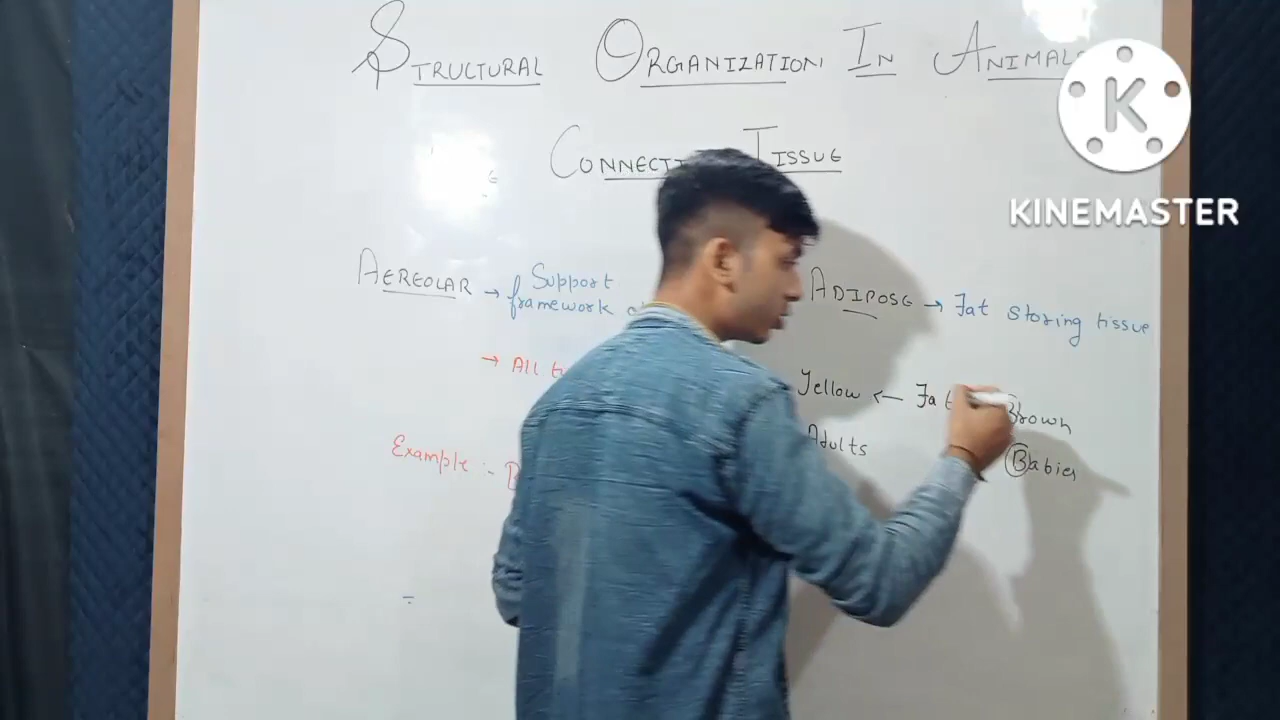 STRUCTURAL ORGANIZATION IN ANIMALS
K
KINEMASTER
TISSUE
AEREOLAR → Support
framework
→ All
Example :-
ADIPOSE → Fat storing tissue
Yellow ← Fat Brown
Adults Babies